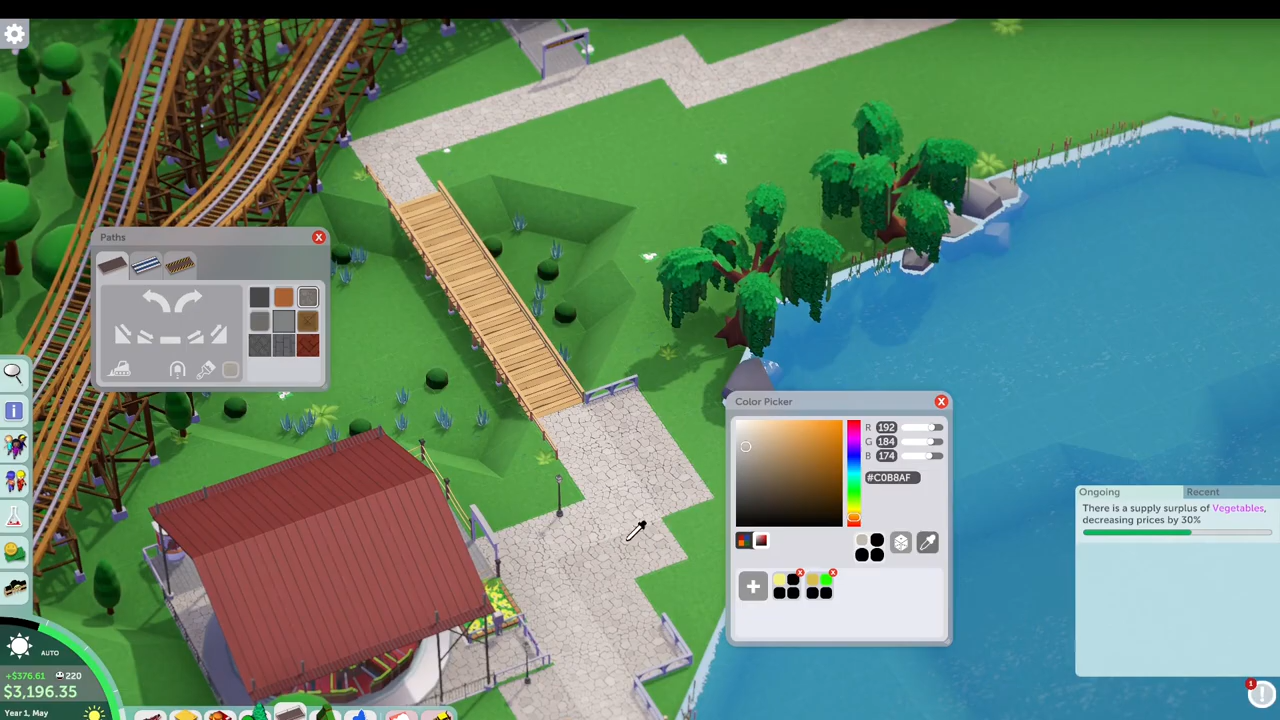 Paths
Color Picker
R 192
G 184
B 174
#C0B8AF
Ongoing
Recent
There is a supply surplus of Vegetables,
decreasing prices by 30%
AUTO
+$376.61
220
$3,196.35
Year 1, May
1